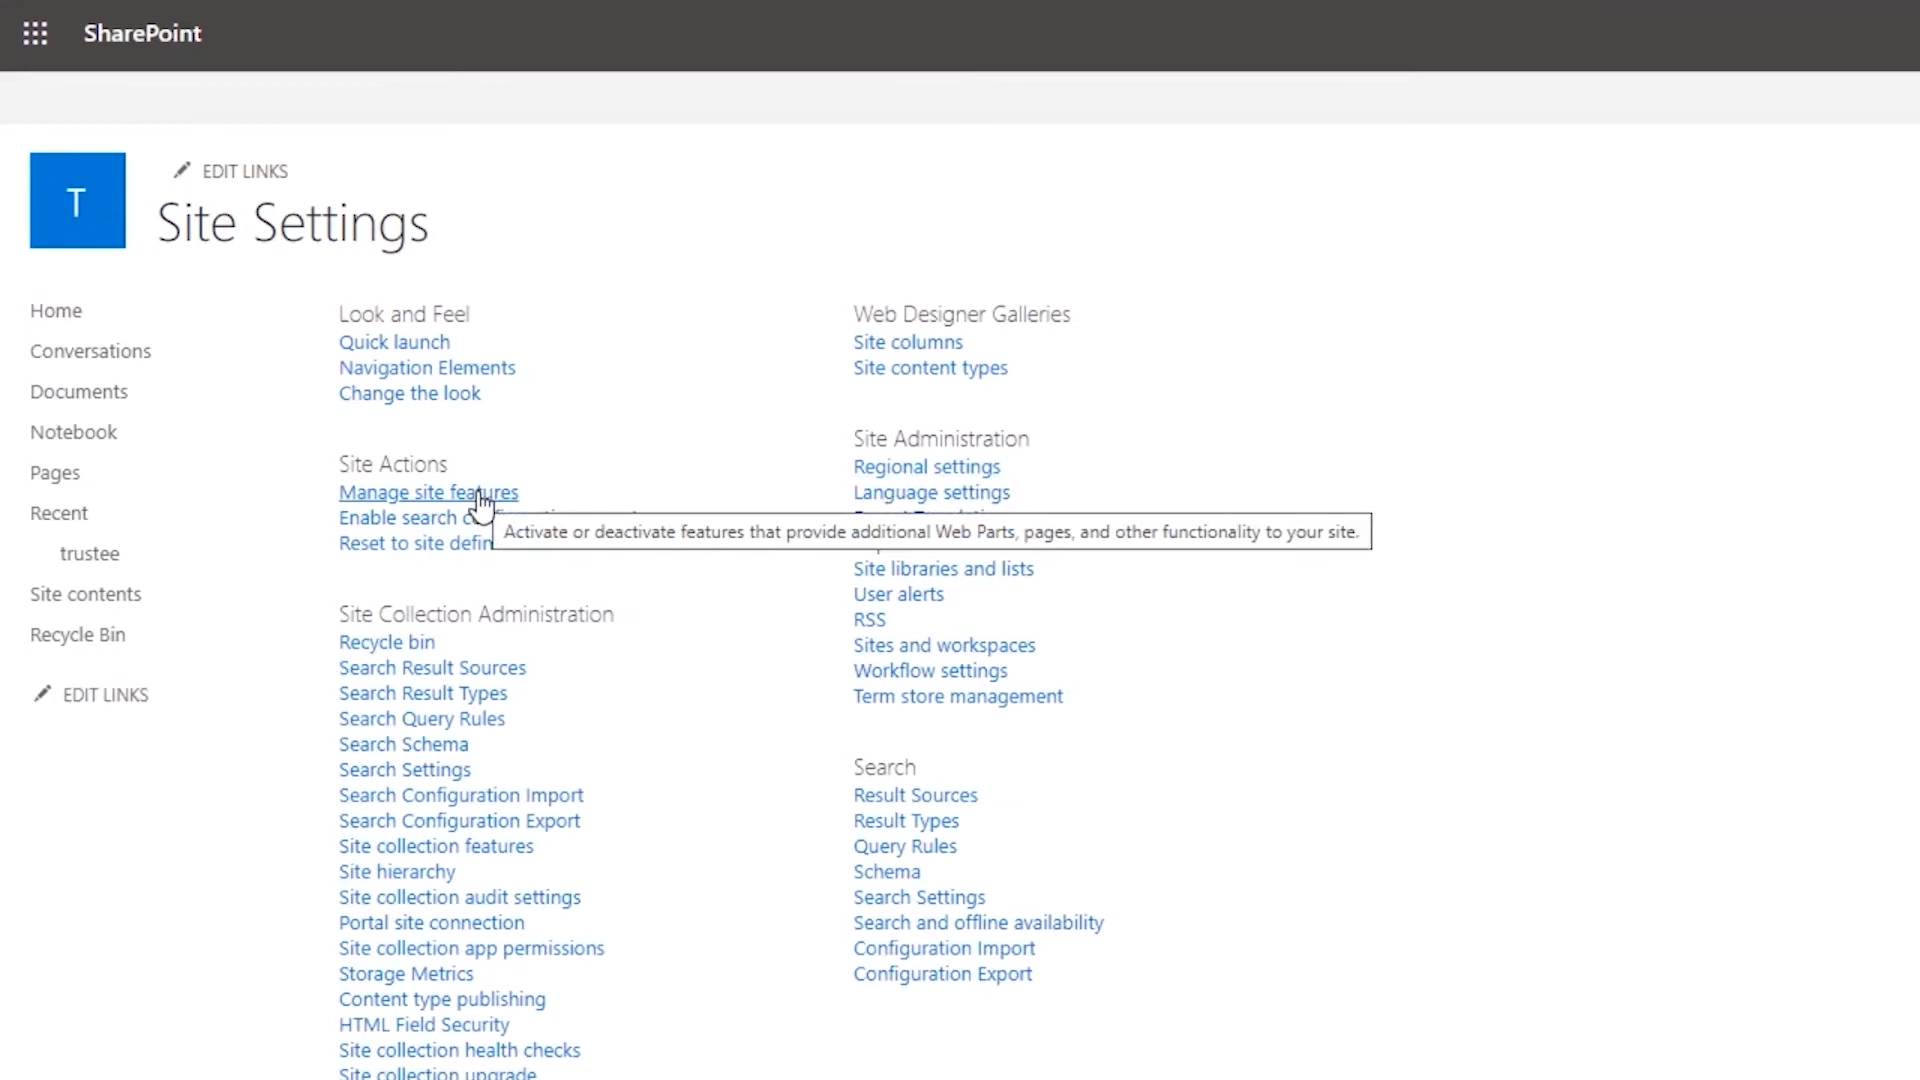 SharePoint
T
EDIT LINKS
Site Settings
Home
Conversations
Documents
Notebook
Pages
Recent
trustee
Site contents
Recycle Bin
EDIT LINKS
Look and Feel
Quick launch
Navigation Elements
Change the look
Site Actions
Manage site features
Enable search
Reset to site defin
Activate or deactivate features that provide additional Web Parts, pages, and other functionality to your site.
Site Collection Administration
Recycle bin
Search Result Sources
Search Result Types
Search Query Rules
Search Schema
Search Settings
Search Configuration Import
Search Configuration Export
Site collection features
Site hierarchy
Site collection audit settings
Portal site connection
Site collection app permissions
Storage Metrics
Content type publishing
HTML Field Security
Site collection health checks
Site collection upgrade
Web Designer Galleries
Site columns
Site content types
Site Administration
Regional settings
Language settings
Site libraries and lists
User alerts
RSS
Sites and workspaces
Workflow settings
Term store management
Search
Result Sources
Result Types
Query Rules
Schema
Search Settings
Search and offline availability
Configuration Import
Configuration Export